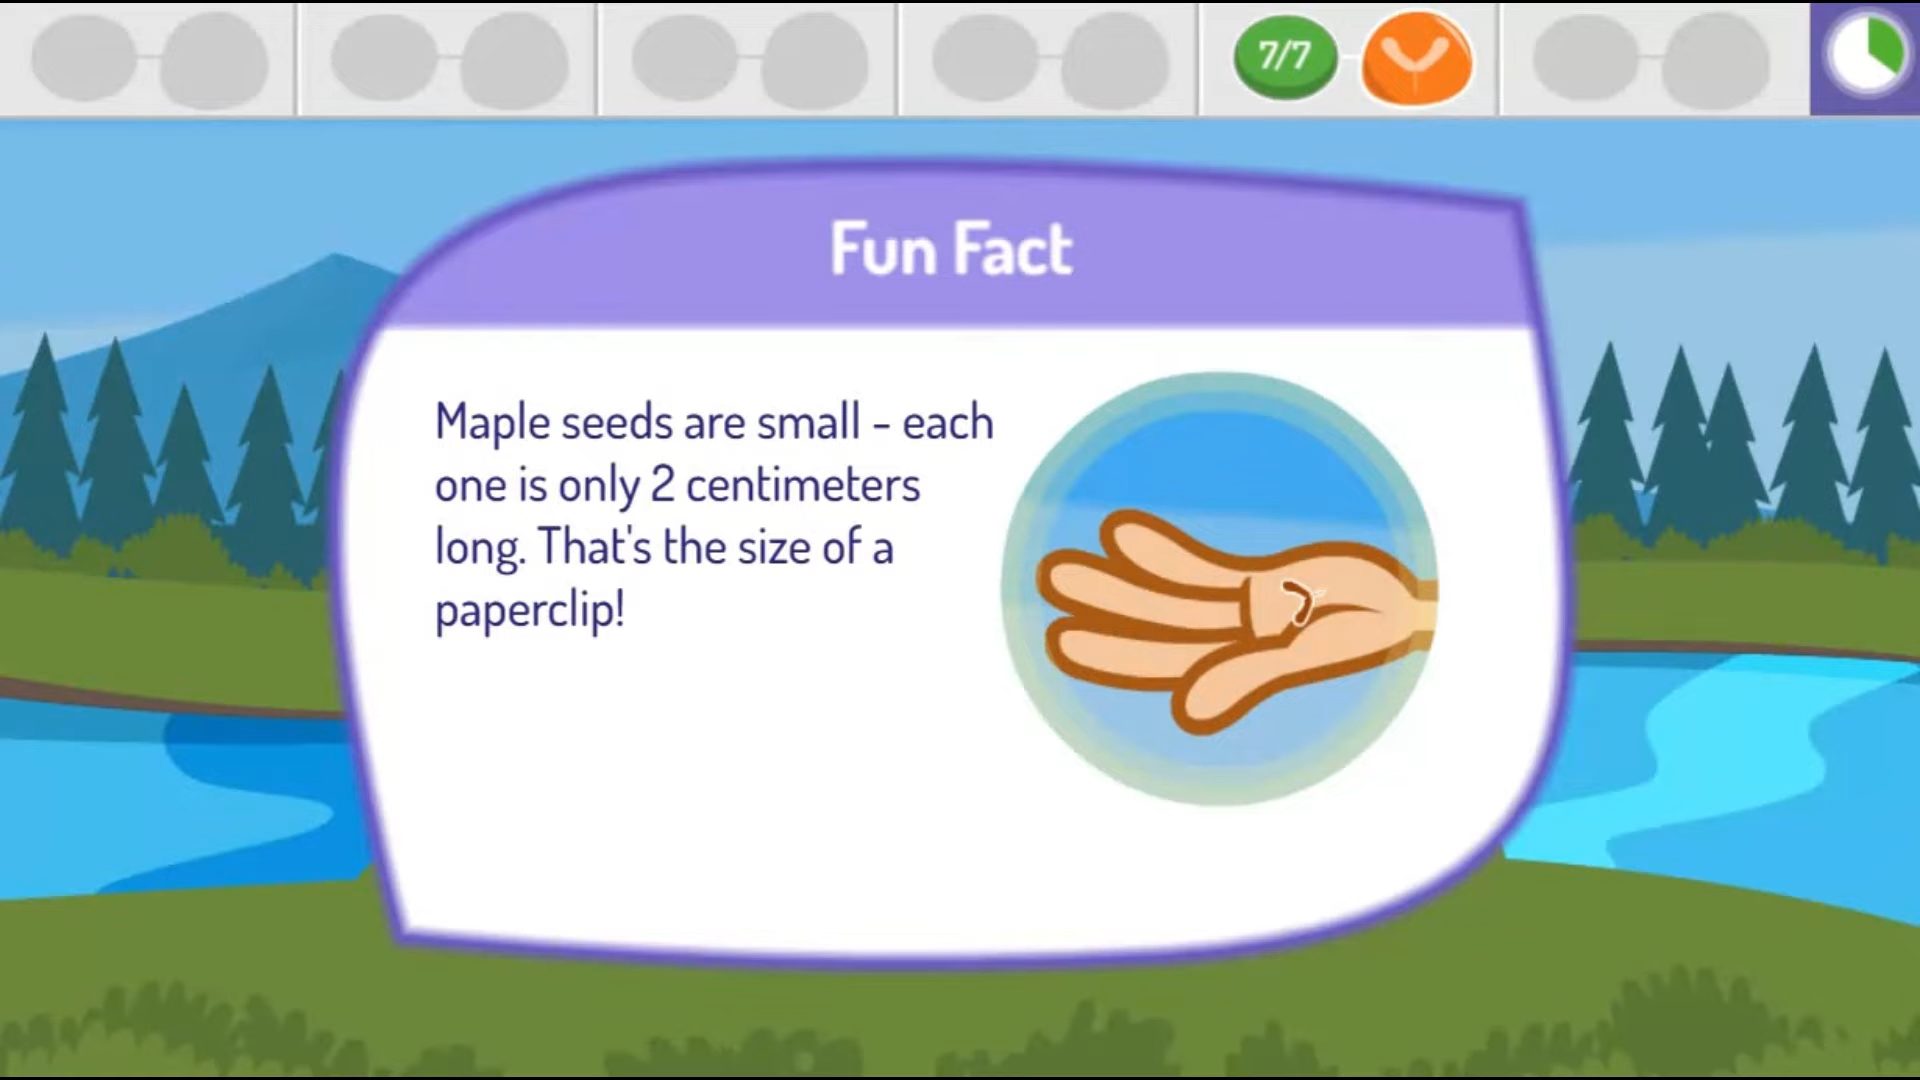 7/7
Fun Fact
Maple seeds are small - each
one is only 2 centimeters
long. That's the size of a
paperclip!